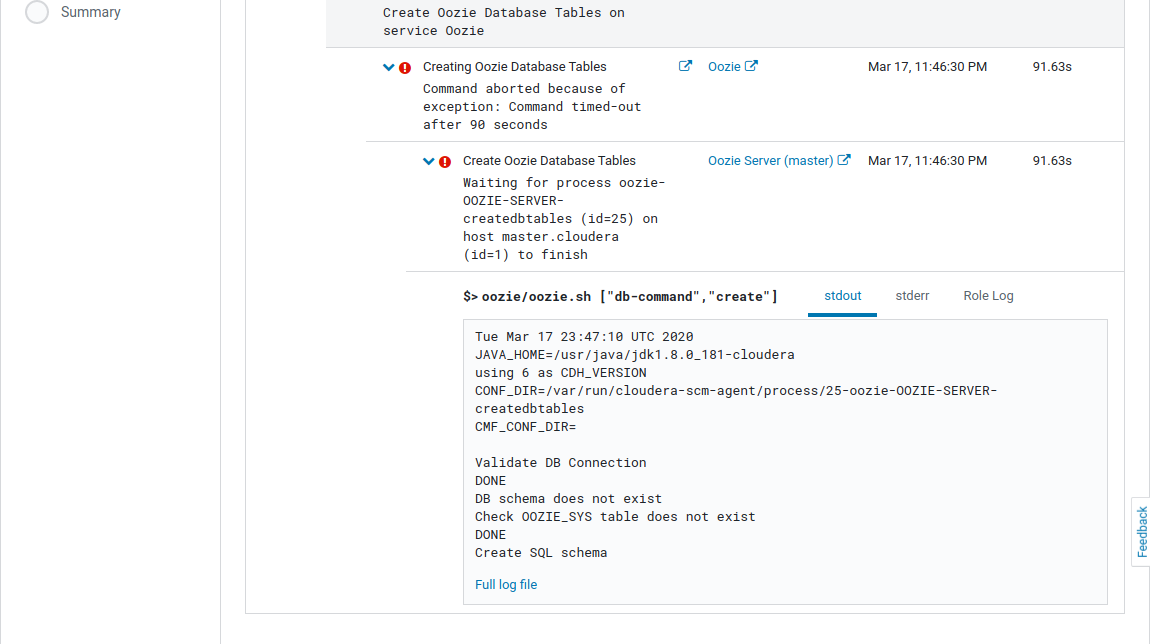 Summary
Create Oozie Database Tables on
service Oozie
Creating Oozie Database Tables Oozie Mar 17, 11:46:30 PM 91.63s
Command aborted because of
exception: Command timed-out
after 90 seconds
Create Oozie Database Tables Oozie Server (master) Mar 17, 11:46:30 PM 91.63s
Waiting for process oozie-
OOZIE-SERVER-
createdbtables (id=25) on
host master.cloudera
(id=1) to finish
$> oozie/oozie.sh ["db-command","create"] stdout stderr Role Log
Tue Mar 17 23:47:10 UTC 2020
JAVA_HOME=/usr/java/jdk1.8.0_181-cloudera
using 6 as CDH_VERSION
CONF_DIR=/var/run/cloudera-scm-agent/process/25-oozie-OOZIE-SERVER-
createdbtables
CMF_CONF_DIR=
Validate DB Connection
DONE
DB schema does not exist
Check OOZIE_SYS table does not exist
DONE
Create SQL schema
Full log file
Feedback